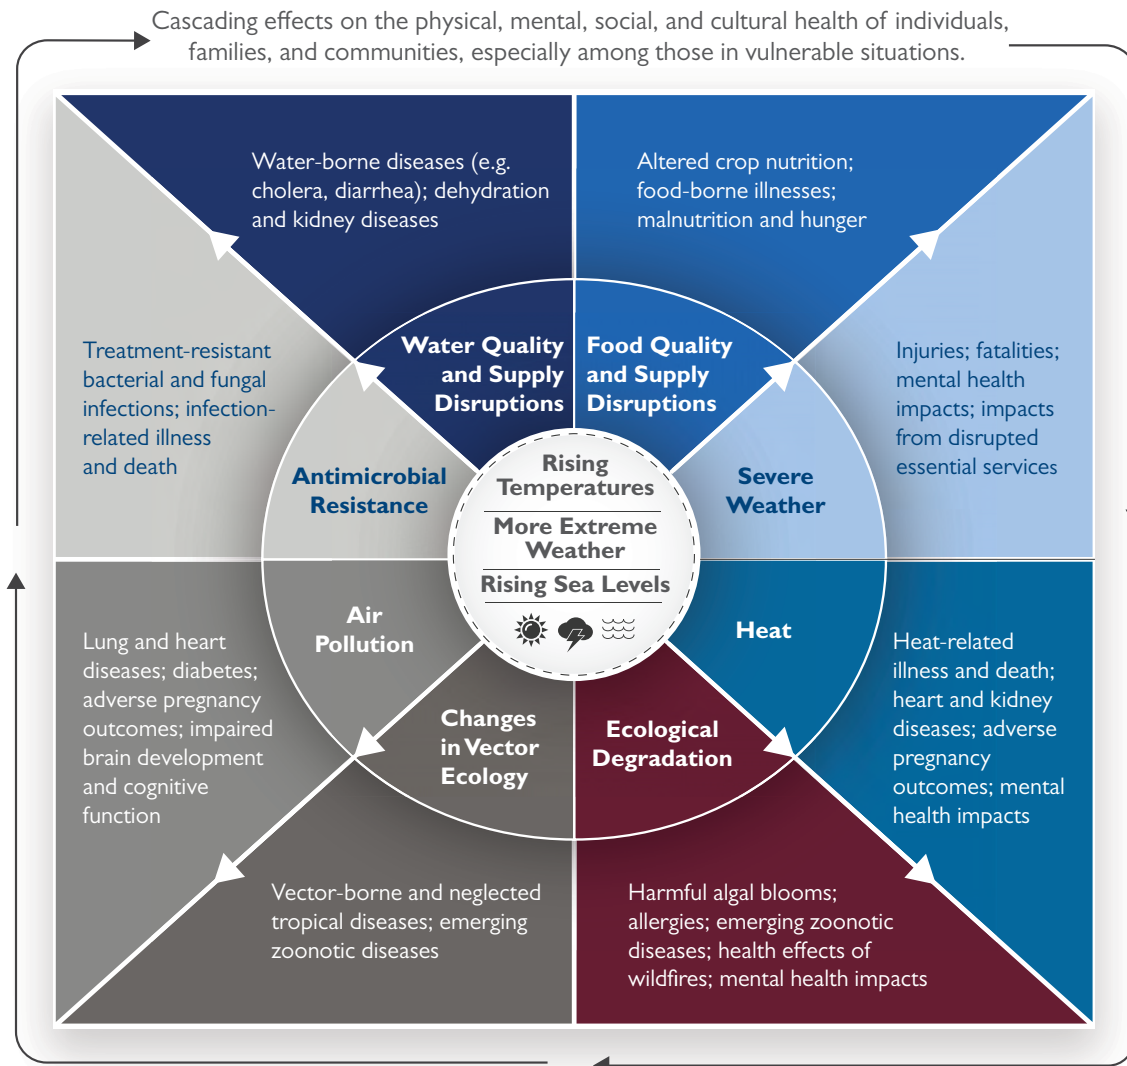 Cascading effects on the physical, mental, social, and cultural health of individuals,
families, and communities, especially among those in vulnerable situations.
Water-borne diseases (e.g.
cholera, diarrhea); dehydration
and kidney diseases
Altered crop nutrition;
food-borne illnesses;
malnutrition and hunger
Treatment-resistant
bacterial and fungal
infections; infection-
related illness
and death
Water Quality
and Supply
Disruptions
Food Quality
and Supply
Disruptions
Injuries; fatalities;
mental health
impacts; impacts
from disrupted
essential services
Antimicrobial
Resistance
Rising
Temperatures
More Extreme
Weather
Rising Sea Levels
Severe
Weather
Air
Pollution
Heat
Lung and heart
diseases; diabetes;
adverse pregnancy
outcomes; impaired
brain development
and cognitive
function
Changes
in Vector
Ecology
Ecological
Degradation
Heat-related
illness and death;
heart and kidney
diseases; adverse
pregnancy
outcomes; mental
health impacts
Vector-borne and neglected
tropical diseases; emerging
zoonotic diseases
Harmful algal blooms;
allergies; emerging zoonotic
diseases; health effects of
wildfires; mental health impacts